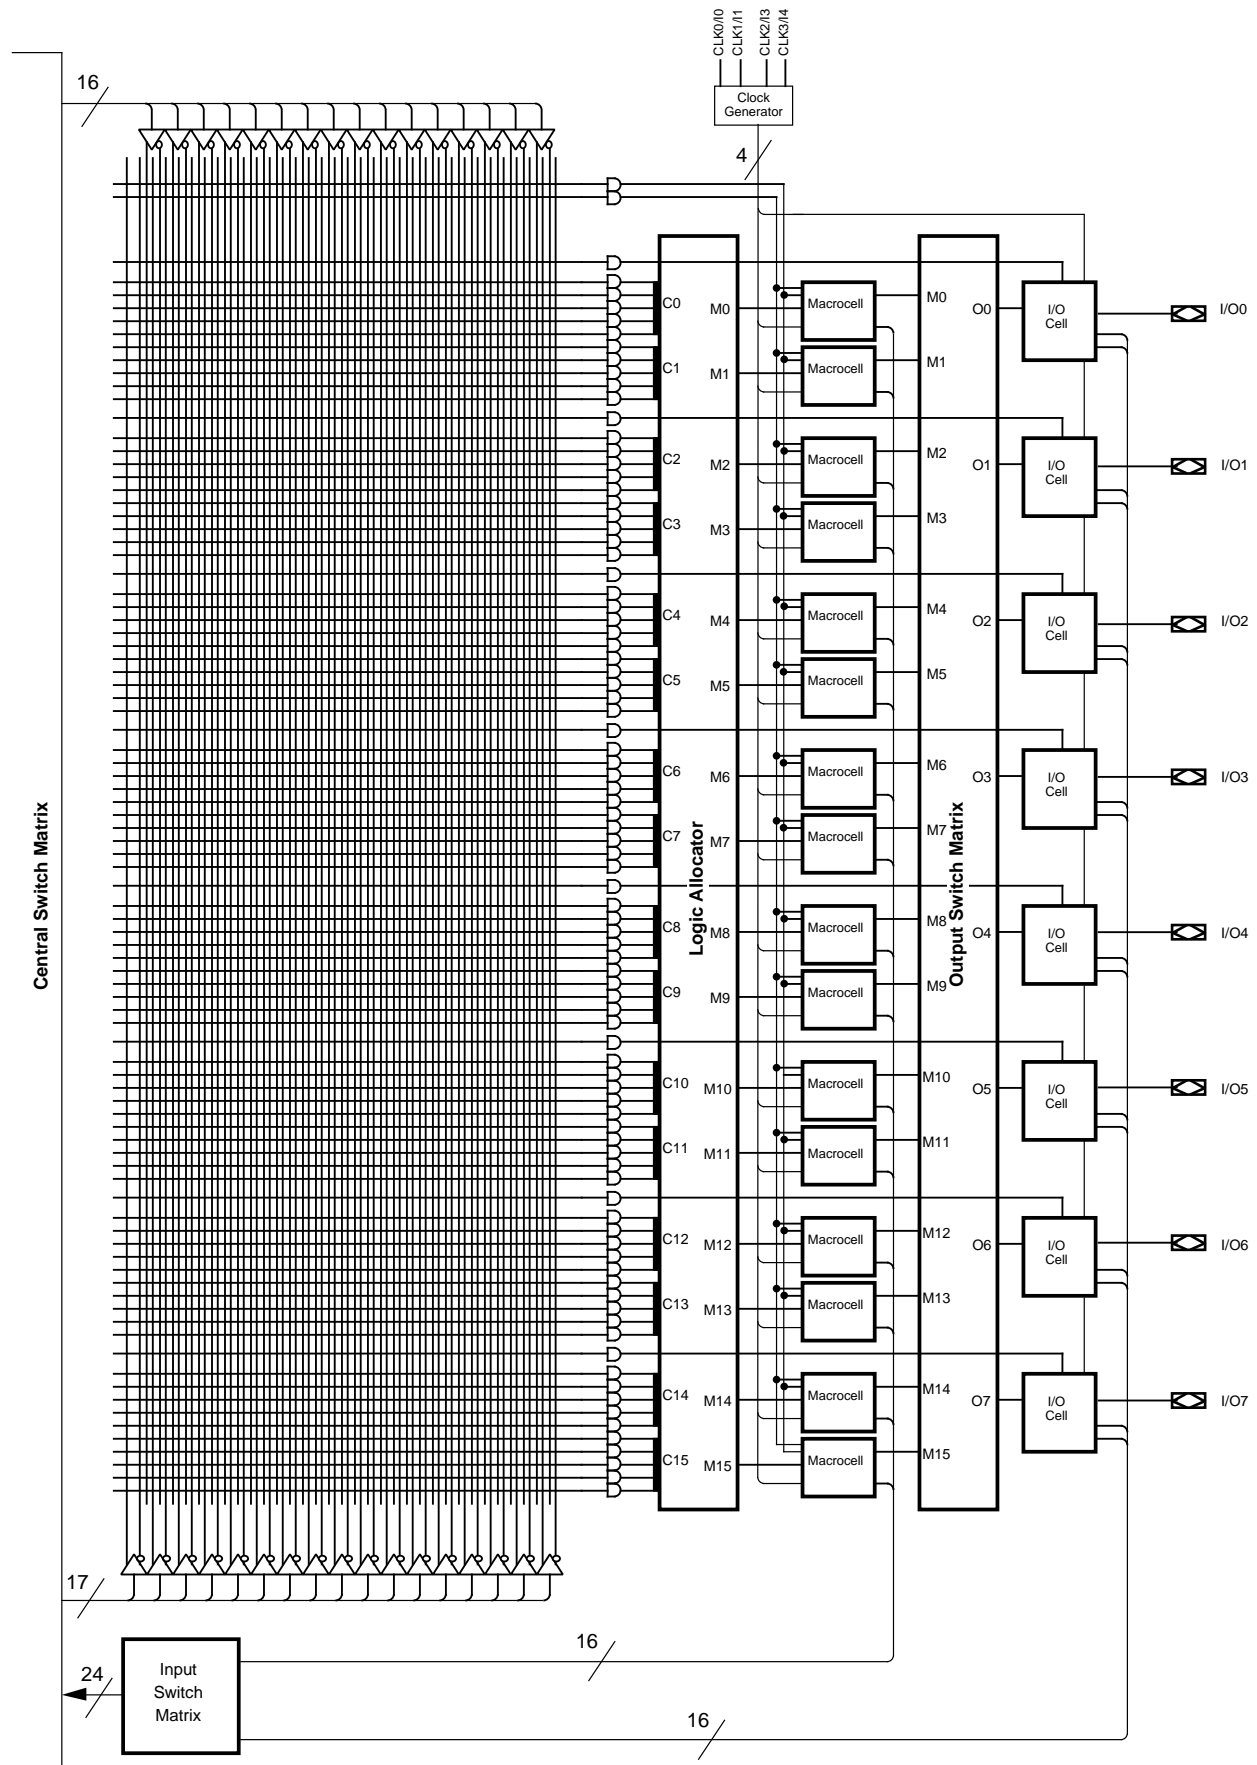 CLK0/I0
CLK1/I1
CLK2/I3
CLK3/I4
16
Clock
Generator
4
C0
M0
Macrocell
M0
O0
I/O
Cell
I/O0
C1
M1
Macrocell
M1
C2
M2
Macrocell
M2
O1
I/O
Cell
I/O1
C3
M3
Macrocell
M3
C4
M4
Macrocell
M4
O2
I/O
Cell
I/O2
C5
M5
Macrocell
M5
C6
M6
Macrocell
M6
O3
I/O
Cell
I/O3
C7
M7
Macrocell
M7
Central Switch Matrix
Logic Allocator
Output Switch Matrix
C8
M8
Macrocell
M8
O4
I/O
Cell
I/O4
C9
M9
Macrocell
M9
C10
M10
Macrocell
M10
O5
I/O
Cell
I/O5
C11
M11
Macrocell
M11
C12
M12
Macrocell
M12
O6
I/O
Cell
I/O6
C13
M13
Macrocell
M13
C14
M14
Macrocell
M14
O7
I/O
Cell
I/O7
C15
M15
Macrocell
M15
17
16
24
Input
Switch
Matrix
16